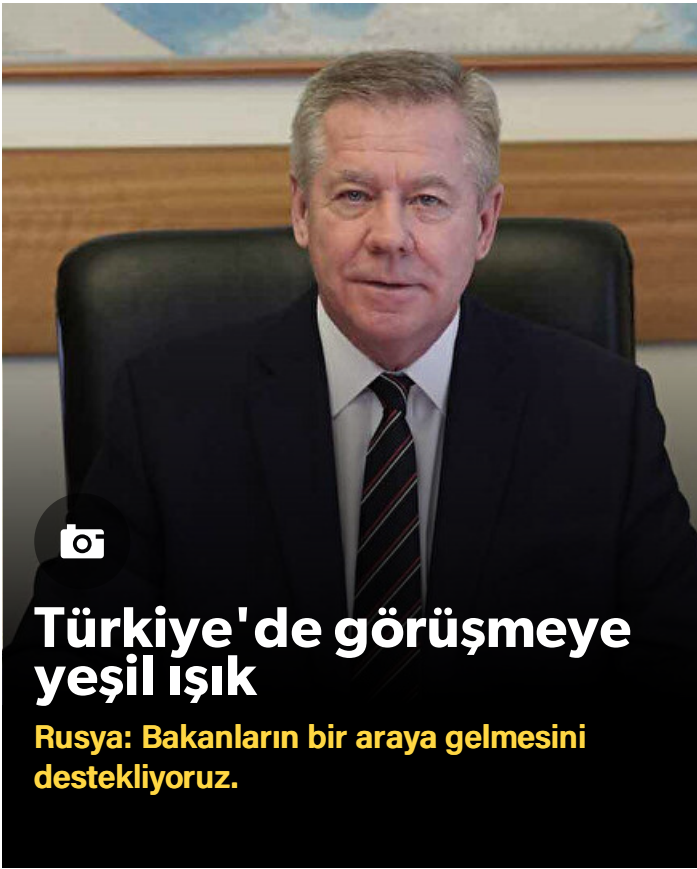 Türkiye'de görüşmeye
yeşil ışık
Rusya: Bakanların bir araya gelmesini
destekliyoruz.